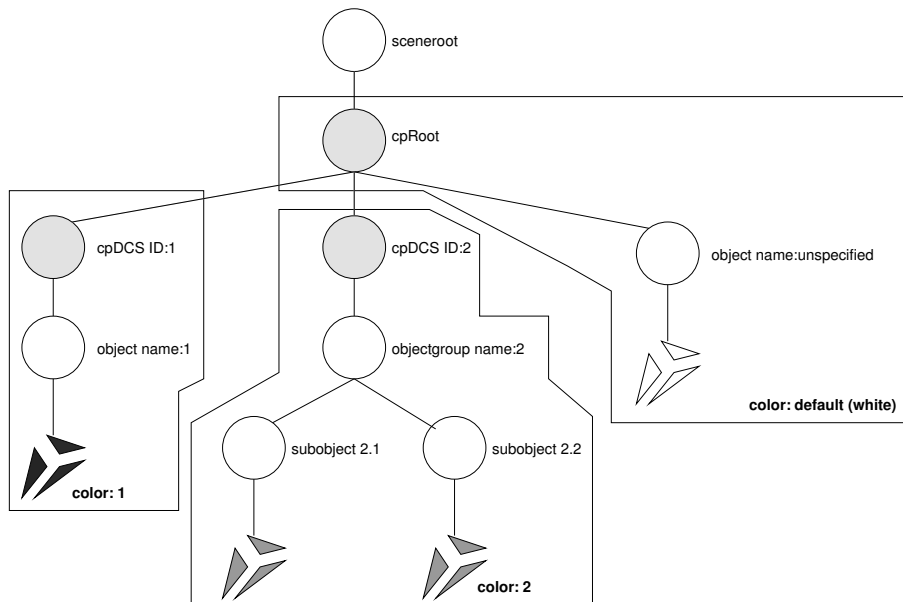 sceneroot
cpRoot
cpDCS ID:1
cpDCS ID:2
object name:unspecified
object name:1
objectgroup name:2
color: default (white)
subobject 2.1
subobject 2.2
color: 1
color: 2